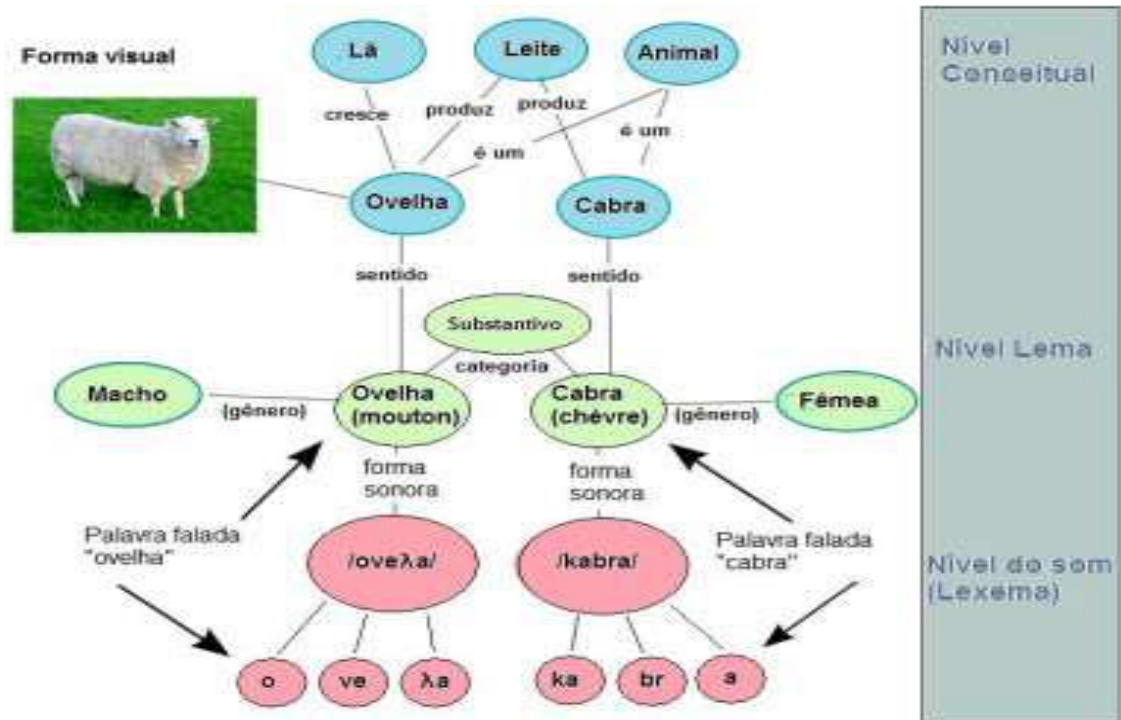 Forma visual
Lã
Leite
Animal
Nível
Conceitual
cresce
produz
produz
é um
é um
Ovelha
Cabra
sentido
sentido
Substantivo
categoria
Nível Lema
Macho
(gênero)
Ovelha
(mouton)
Cabra
(chévre)
(gênero)
Fêmea
forma
sonora
forma
sonora
Palavra falada
"ovelha"
/oveλa/
/kabra/
Palavra falada
"cabra"
Nível do som
(Lexema)
o
ve
λa
ka
br
a